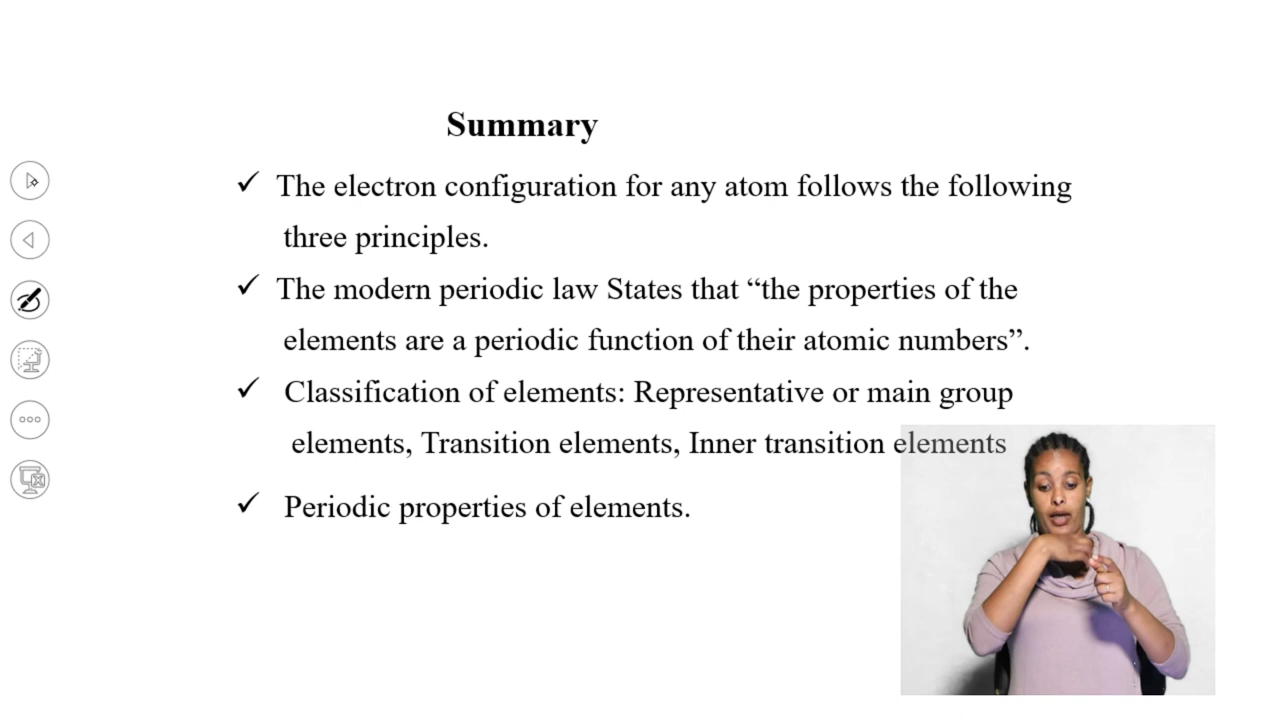 Summary
✓ The electron configuration for any atom follows the following
three principles.
✓ The modern periodic law States that “the properties of the
elements are a periodic function of their atomic numbers”.
✓ Classification of elements: Representative or main group
elements, Transition elements, Inner transition elements
✓ Periodic properties of elements.